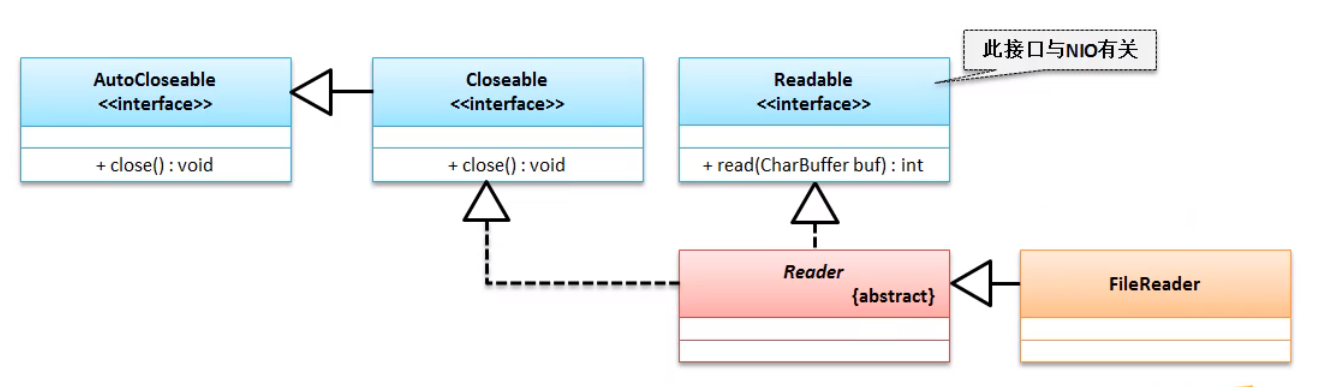 此接口与NIO有关
AutoCloseable
<<interface>>
+ close() : void
Closeable
<<interface>>
+ close() : void
Readable
<<interface>>
+ read(CharBuffer buf) : int
Reader
{abstract}
FileReader